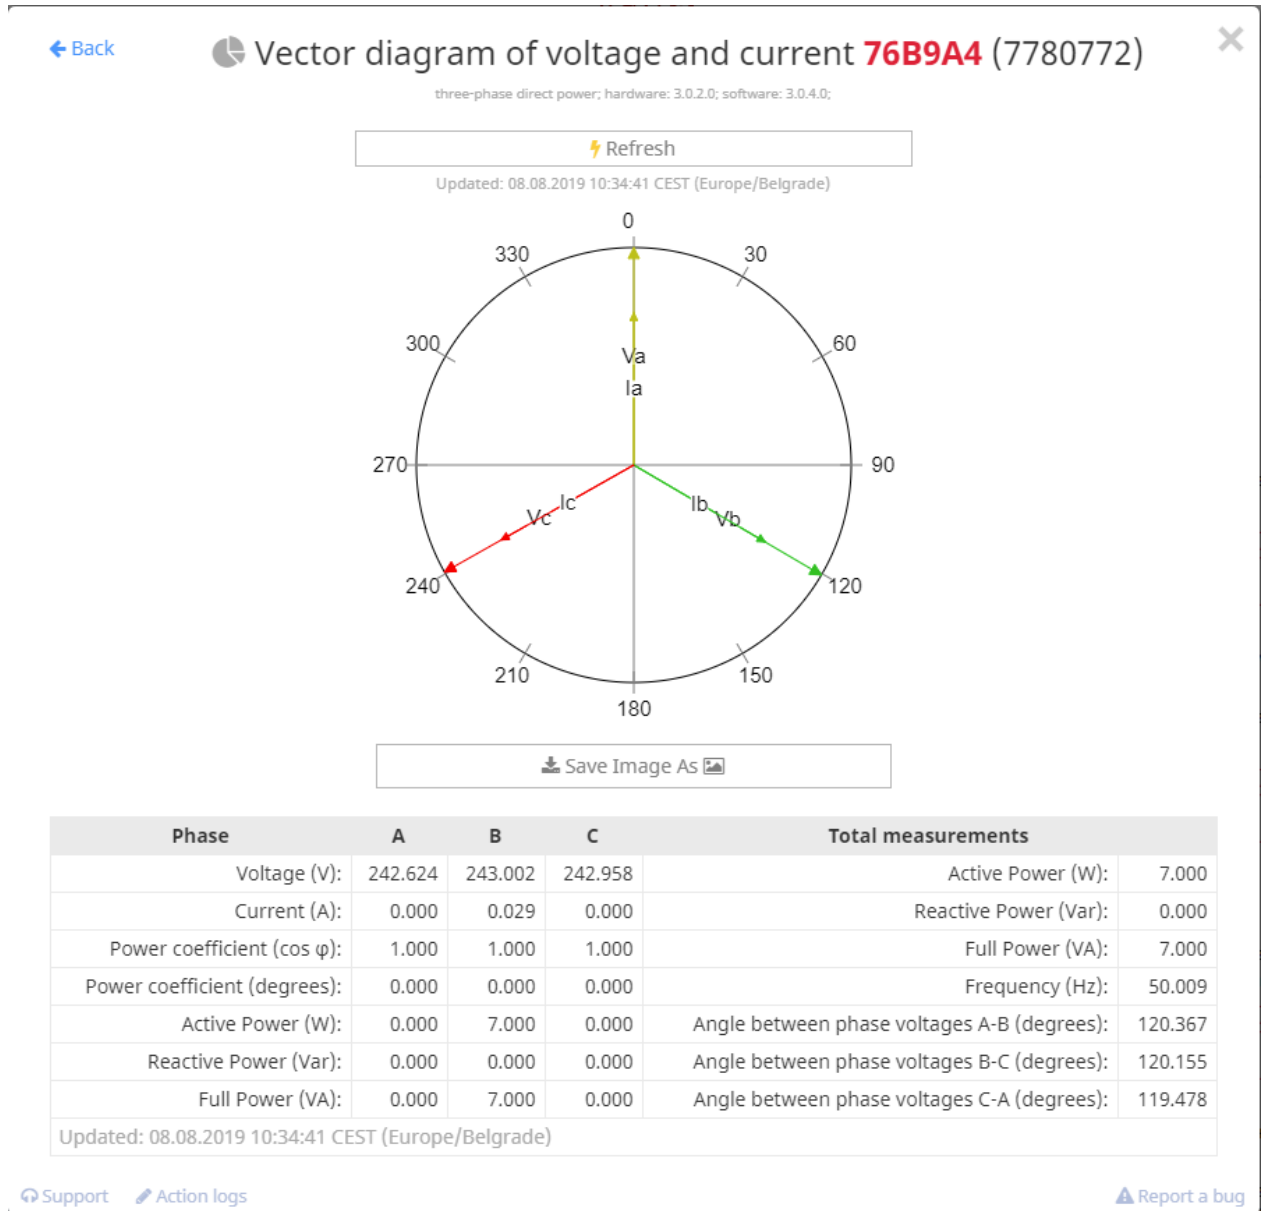 Back
Vector diagram of voltage and current 76B9A4 (7780772)
three-phase direct power; hardware: 3.0.2.0; software: 3.0.4.0;
Refresh
Updated: 08.08.2019 10:34:41 CEST (Europe/Belgrade)
0
330 30
300 60
Va
Ia
270 90
Ic Ib
Vc Vb
240 120
210 150
180
Save Image As
Phase A B C Total measurements
Voltage (V): 242.624 243.002 242.958 Active Power (W): 7.000
Current (A): 0.000 0.029 0.000 Reactive Power (Var): 0.000
Power coefficient (cos φ): 1.000 1.000 1.000 Full Power (VA): 7.000
Power coefficient (degrees): 0.000 0.000 0.000 Frequency (Hz): 50.009
Active Power (W): 0.000 7.000 0.000 Angle between phase voltages A-B (degrees): 120.367
Reactive Power (Var): 0.000 0.000 0.000 Angle between phase voltages B-C (degrees): 120.155
Full Power (VA): 0.000 7.000 0.000 Angle between phase voltages C-A (degrees): 119.478
Updated: 08.08.2019 10:34:41 CEST (Europe/Belgrade)
Support Action logs Report a bug